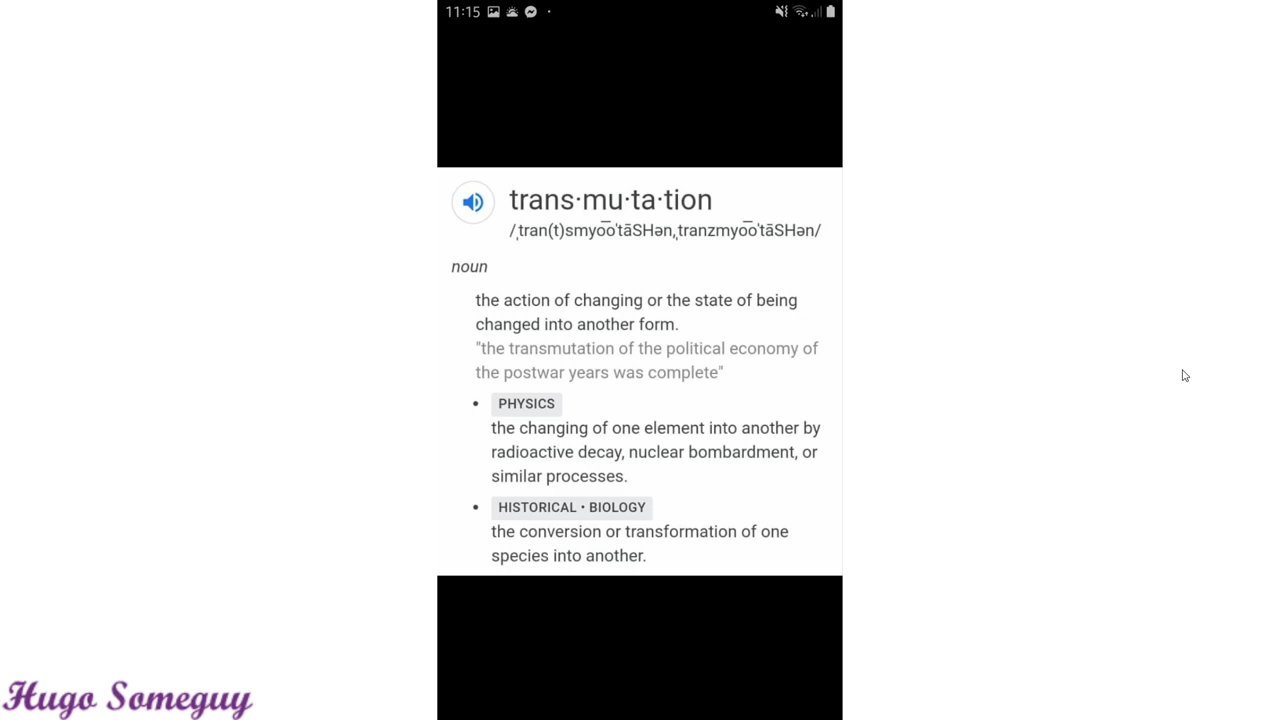 11:15
trans·mu·ta·tion
/ˌtran(t)smyo͞oˈtāSHən,ˌtranzmyo͞oˈtāSHən/
noun
the action of changing or the state of being
changed into another form.
"the transmutation of the political economy of
the postwar years was complete"
• PHYSICS
the changing of one element into another by
radioactive decay, nuclear bombardment, or
similar processes.
• HISTORICAL • BIOLOGY
the conversion or transformation of one
species into another.
Hugo Someguy